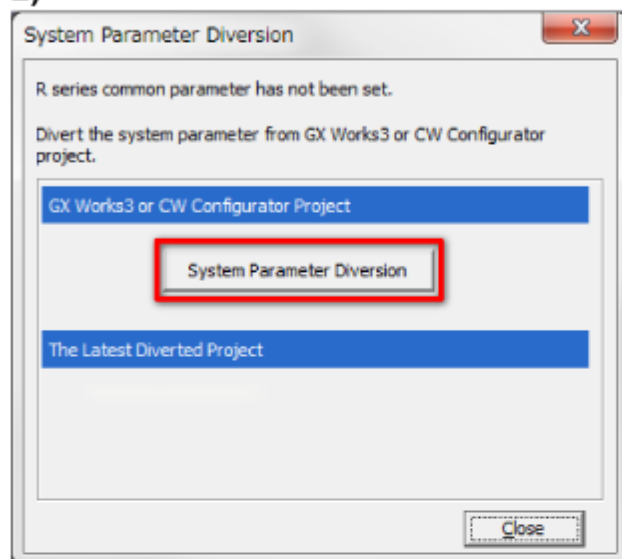 System Parameter Diversion
R series common parameter has not been set.
Divert the system parameter from GX Works3 or CW Configurator
project.
GX Works3 or CW Configurator Project
System Parameter Diversion
The Latest Diverted Project
Close